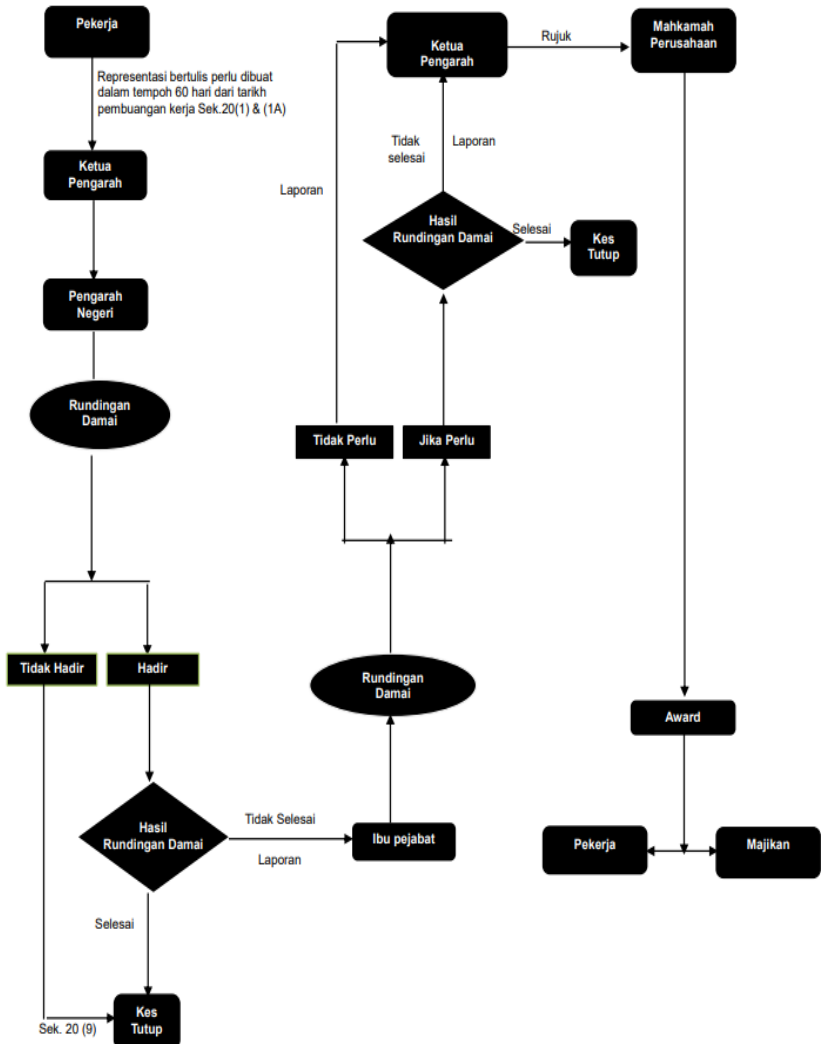 Pekerja
Representasi bertulis perlu dibuat
dalam tempoh 60 hari dari tarikh
pembuangan kerja Sek.20(1) & (1A)
Ketua
Pengarah
Pengarah
Negeri
Rundingan
Damai
Tidak Hadir
Hadir
Hasil
Rundingan Damai
Selesai
Sek. 20 (9)
Kes
Tutup
Tidak Selesai
Laporan
Ibu pejabat
Rundingan
Damai
Tidak Perlu
Jika Perlu
Laporan
Hasil
Rundingan Damai
Selesai
Kes
Tutup
Tidak
selesai
Laporan
Ketua
Pengarah
Rujuk
Mahkamah
Perusahaan
Award
Pekerja
Majikan